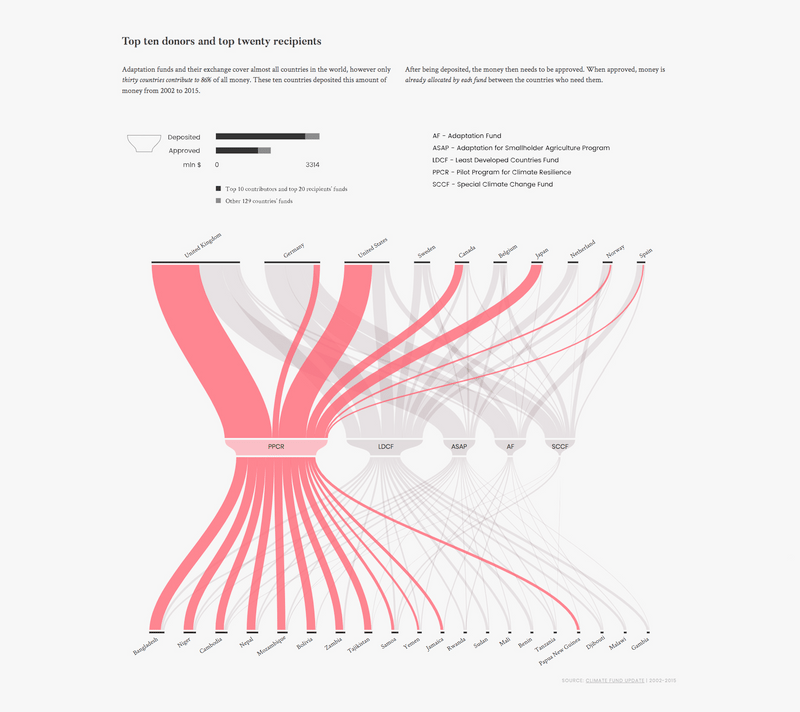 Top ten donors and top twenty recipients
Adaptation funds and their exchange cover almost all countries in the world, however only
thirty countries contribute to 86% of all money. These ten countries deposited this amount of
money from 2002 to 2015.
After being deposited, the money then needs to be approved. When approved, money is
already allocated by each fund between the countries who need them.
Deposited
Approved
mln $ 0 3314
Top 10 contributors and top 20 recipients' funds
Other 129 countries' funds
AF - Adaptation Fund
ASAP - Adaptation for Smallholder Agriculture Program
LDCF - Least Developed Countries Fund
PPCR - Pilot Program for Climate Resilience
SCCF - Special Climate Change Fund
United Kingdom
Germany
United States
Sweden
Canada
Belgium
Japan
Netherland
Norway
Spain
PPCR
LDCF
ASAP
AF
SCCF
Bangladesh
Niger
Cambodia
Nepal
Mozambique
Bolivia
Zambia
Tajikistan
Samoa
Yemen
Jamaica
Rwanda
Sudan
Mali
Benin
Tanzania
Papua New Guinea
Djibouti
Malawi
Gambia
SOURCE: CLIMATE FUND UPDATE | 2002-2015